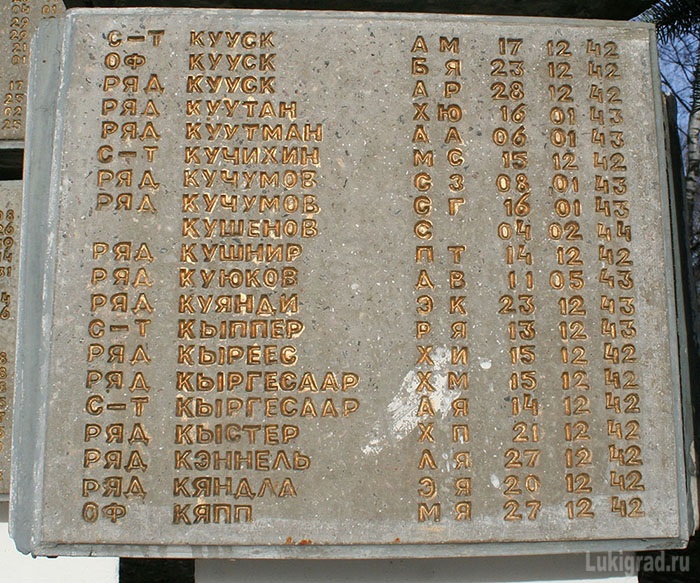 С-Т КУУСК А М 17 12 42
ОФ КУУСК Б Я 23 12 42
РЯД КУУСК А Р 28 12 42
РЯД КУУТАН Х Ю 16 01 43
РЯД КУУТМАН А А 06 01 43
С-Т КУЧИХИН М С 15 12 42
РЯД КУЧУМОВ С З 08 01 43
РЯД КУЧУМОВ С Г 16 01 43
КУШЕНОВ С 04 02 44
РЯД КУШНИР П Т 14 12 42
РЯД КУЮКОВ Д В 11 05 43
РЯД КУЯНДИ Э К 23 12 43
С-Т КЫППЕР Р Я 13 12 43
РЯД КЫРЕЕС Х И 15 12 42
РЯД КЫРГЕСААР Х М 15 12 42
С-Т КЫРГЕСААР А Я 14 12 42
РЯД КЫСТЕР Х П 21 12 42
РЯД КЭННЕЛЬ Л Я 27 12 42
РЯД КЯНДЛА Э Я 20 12 42
ОФ КЯПП М Я 27 12 42
Lukigrad.ru